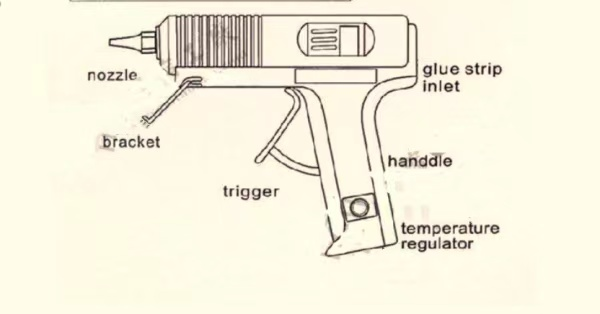 nozzle
glue strip
inlet
bracket
handdle
trigger
temperature
regulator